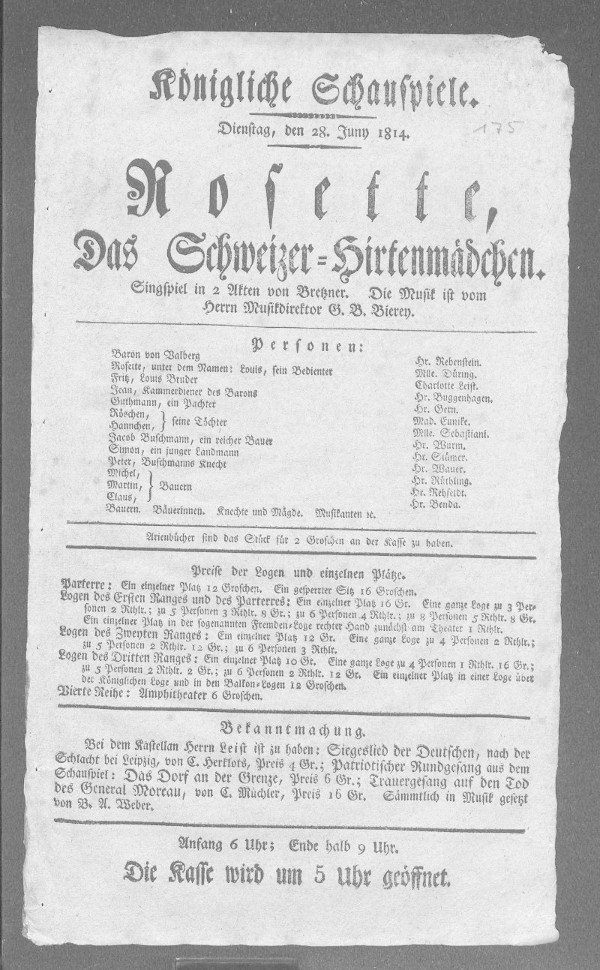 Königliche Schauspiele.
Dienstag, den 28. Juny 1814.
175
Rosette,
Das Schweizer-Hirtenmädchen.
Singspiel in 2 Akten von Bretzner. Die Musik ist vom
Herrn Musikdirektor G. B. Bierey.
Personen:
Baron von Valberg Hr. Rebenstein.
Rosette, unter dem Namen: Louis, sein Bedienter Mlle. Düring.
Fritz, Louis Bruder Charlotte Leist.
Jean, Kammerdiener des Barons Hr. Buggenhagen.
Guthmann, ein Pachter Hr. Gern.
Röschen, } seine Töchter Mad. Eunike.
Hannchen, } Mlle. Sebastiani.
Jacob Buschmann, ein reicher Bauer Hr. Wurm.
Simon, ein junger Landmann Hr. Stümer.
Peter, Buschmanns Knecht Hr. Wauer.
Michel, } Hr. Röthling.
Martin, } Bauern Hr. Rehfeldt.
Claus, } Hr. Benda.
Bauern. Bäuerinnen. Knechte und Mägde. Musikanten ꝛc.
Arienbücher sind das Stück für 2 Groschen an der Kasse zu haben.
Preise der Logen und einzelnen Plätze.
Parterre: Ein einzelner Platz 12 Groschen. Ein gesperrter Sitz 16 Groschen.
Logen des Ersten Ranges und des Parterres: Ein einzelner Platz 16 Gr. Eine ganze Loge zu 3 Per-
sonen 2 Rthlr.; zu 5 Personen 3 Rthlr. 8 Gr.; zu 6 Personen 4 Rthlr.; zu 8 Personen 5 Rthlr. 8 Gr.
Ein einzelner Platz in der sogenannten Fremden-Loge rechter Hand zunächst am Theater 1 Rthlr.
Logen des Zweyten Ranges: Ein einzelner Platz 12 Gr. Eine ganze Loge zu 4 Personen 2 Rthlr.;
zu 5 Personen 2 Rthlr. 12 Gr.; zu 6 Personen 3 Rthlr.
Logen des Dritten Ranges: Ein einzelner Platz 10 Gr. Eine ganze Loge zu 4 Personen 1 Rthlr. 16 Gr.;
zu 5 Personen 2 Rthlr. 2 Gr.; zu 6 Personen 2 Rthlr. 12 Gr. Ein einzelner Platz in einer Loge über
der Königlichen Loge und in den Balkon-Logen 12 Groschen.
Vierte Reihe: Amphitheater 6 Groschen.
Bekanntmachung.
Bei dem Kastellan Herrn Leist ist zu haben: Siegeslied der Deutschen, nach der
Schlacht bei Leipzig, von C. Herklots, Preis 4 Gr.; Patriotischer Rundgesang aus dem
Schauspiel: Das Dorf an der Grenze, Preis 6 Gr.; Trauergesang auf den Tod
des General Moreau, von C. Müchler, Preis 16 Gr. Sämmtlich in Musik gesetzt
von B. A. Weber.
Anfang 6 Uhr; Ende halb 9 Uhr.
Die Kasse wird um 5 Uhr geöffnet.